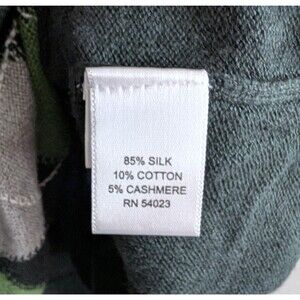 85% SILK
10% COTTON
5% CASHMERE
RN 54023